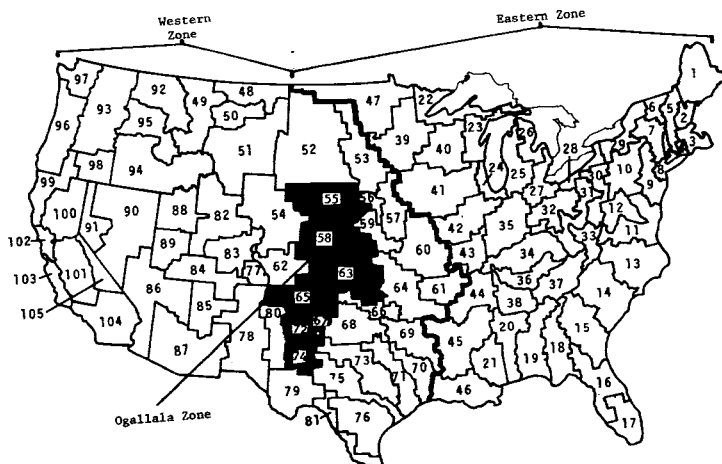 Western Zone
Eastern Zone
97 92 49 48 47 22 1
93 95 50 39 23 26 6 5 2
96 51 52 53 40 24 28 7 3
98 94 41 25 9 10 8
99 54 55 56 27 30 9
100 90 88 82 57 42 35 32 31 12
102 91 89 83 58 59 60 43 33 11
103 101 84 77 62 63 64 61 34 13
105 86 85 65 66 44 36 37
104 80 72 67 68 69 38 14
87 78 74 73 45 20 15
79 75 71 70 21 19 18
81 76 46 16
17
Ogallala Zone